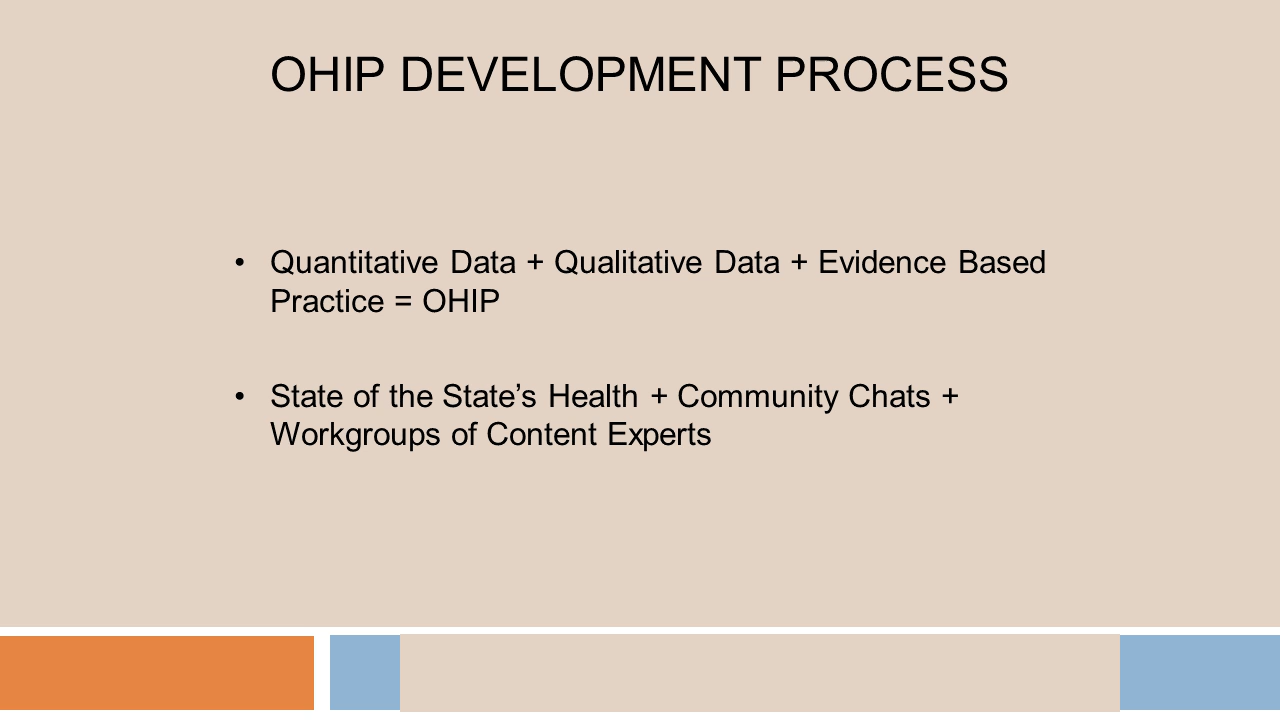 OHIP DEVELOPMENT PROCESS
• Quantitative Data + Qualitative Data + Evidence Based
Practice = OHIP
• State of the State’s Health + Community Chats +
Workgroups of Content Experts